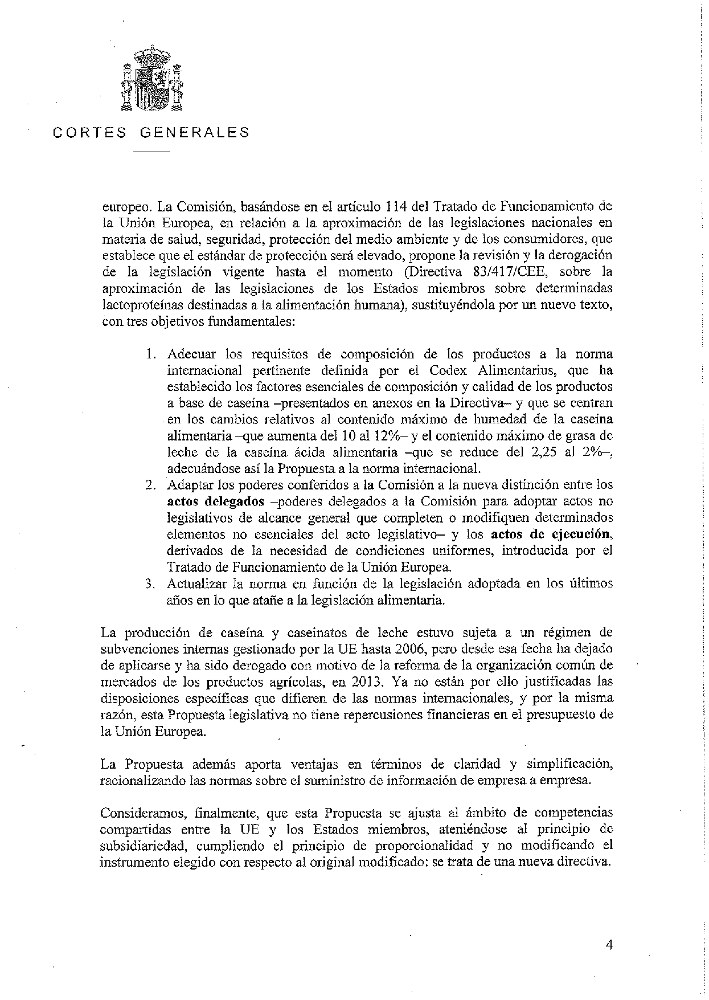 CORTES GENERALES
europeo. La Comisión, basándose en el artículo 114 del Tratado de Funcionamiento de
la Unión Europea, en relación a la aproximación de las legislaciones nacionales en
materia de salud, seguridad, protección del medio ambiente y de los consumidores, que
establece que el estándar de protección será elevado, propone la revisión y la derogación
de la legislación vigente hasta el momento (Directiva 83/417/CEE, sobre la
aproximación de las legislaciones de los Estados miembros sobre determinadas
lactoproteínas destinadas a la alimentación humana), sustituyéndola por un nuevo texto,
con tres objetivos fundamentales:
1. Adecuar los requisitos de composición de los productos a la norma
internacional pertinente definida por el Codex Alimentarius, que ha
establecido los factores esenciales de composición y calidad de los productos
a base de caseína –presentados en anexos en la Directiva– y que se centran
en los cambios relativos al contenido máximo de humedad de la caseína
alimentaria –que aumenta del 10 al 12%– y el contenido máximo de grasa de
leche de la caseína ácida alimentaria –que se reduce del 2,25 al 2%–,
adecuándose así la Propuesta a la norma internacional.
2. Adaptar los poderes conferidos a la Comisión a la nueva distinción entre los
actos delegados –poderes delegados a la Comisión para adoptar actos no
legislativos de alcance general que completen o modifiquen determinados
elementos no esenciales del acto legislativo– y los actos de ejecución,
derivados de la necesidad de condiciones uniformes, introducida por el
Tratado de Funcionamiento de la Unión Europea.
3. Actualizar la norma en función de la legislación adoptada en los últimos
años en lo que atañe a la legislación alimentaria.
La producción de caseína y caseinatos de leche estuvo sujeta a un régimen de
subvenciones internas gestionado por la UE hasta 2006, pero desde esa fecha ha dejado
de aplicarse y ha sido derogado con motivo de la reforma de la organización común de
mercados de los productos agrícolas, en 2013. Ya no están por ello justificadas las
disposiciones específicas que difieren de las normas internacionales, y por la misma
razón, esta Propuesta legislativa no tiene repercusiones financieras en el presupuesto de
la Unión Europea.
La Propuesta además aporta ventajas en términos de claridad y simplificación,
racionalizando las normas sobre el suministro de información de empresa a empresa.
Consideramos, finalmente, que esta Propuesta se ajusta al ámbito de competencias
compartidas entre la UE y los Estados miembros, ateniéndose al principio de
subsidiariedad, cumpliendo el principio de proporcionalidad y no modificando el
instrumento elegido con respecto al original modificado: se trata de una nueva directiva.
4